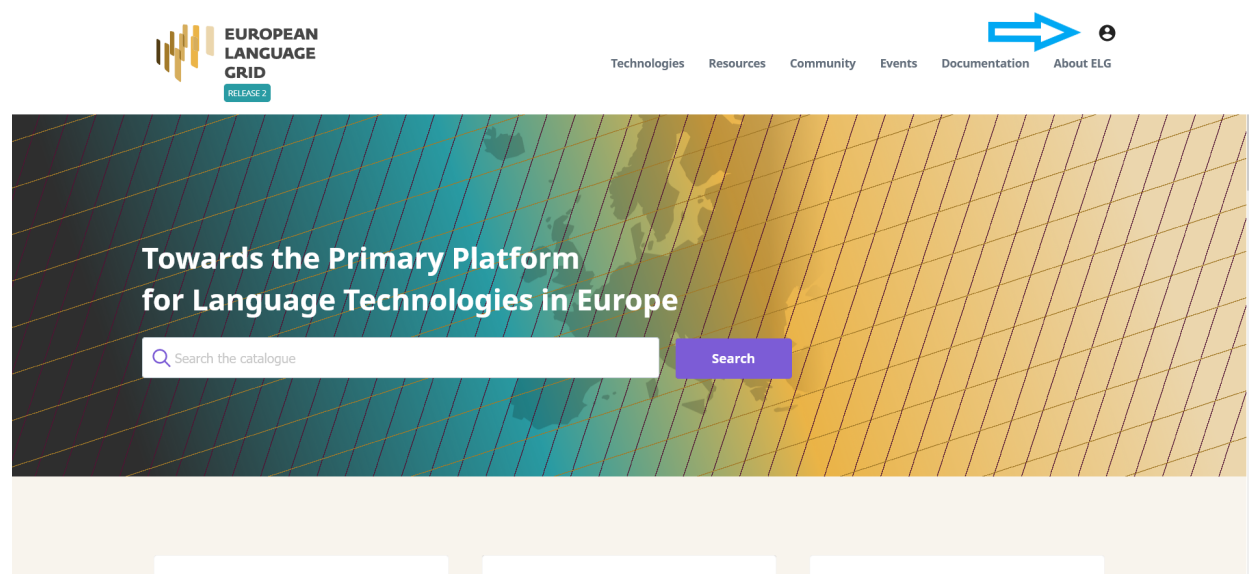 EUROPEAN
LANGUAGE
GRID
RELEASE 2
Technologies Resources Community Events Documentation About ELG
Towards the Primary Platform
for Language Technologies in Europe
Search the catalogue
Search